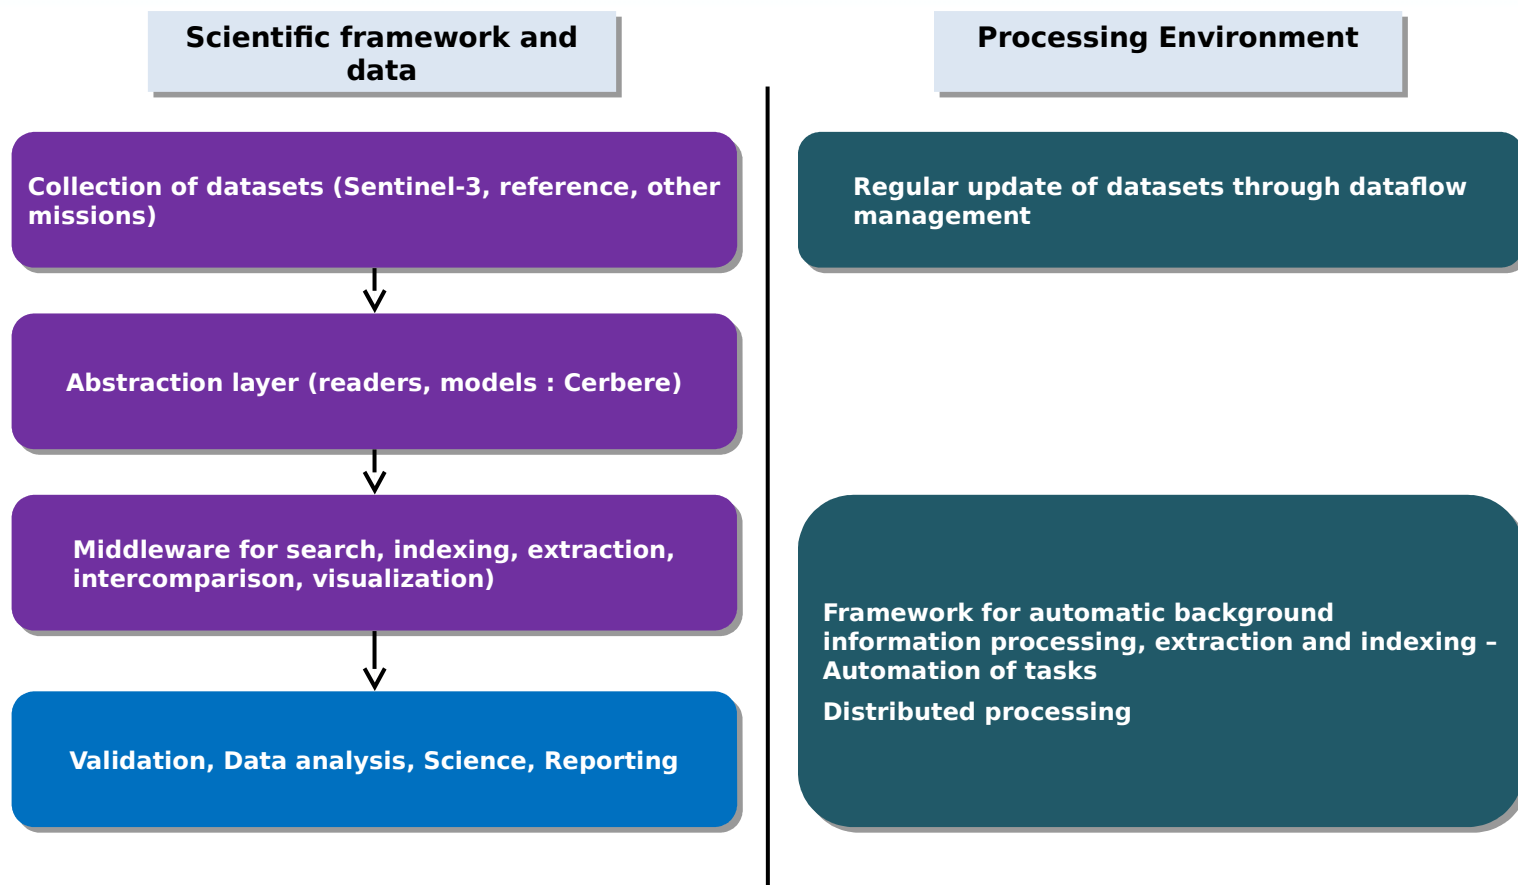 Scientific framework and
data
Collection of datasets (Sentinel-3, reference, other
missions)
Abstraction layer (readers, models : Cerbere)
Middleware for search, indexing, extraction,
intercomparison, visualization)
Validation, Data analysis, Science, Reporting
Processing Environment
Regular update of datasets through dataflow
management
Framework for automatic background
information processing, extraction and indexing –
Automation of tasks
Distributed processing